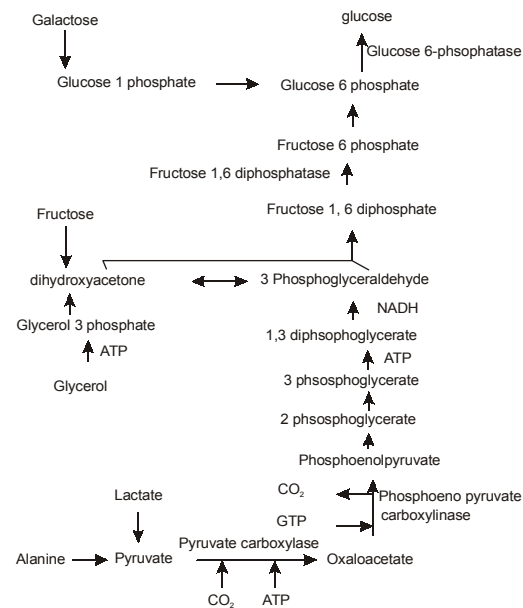 Galactose
glucose
Glucose 6-phsophatase
Glucose 1 phosphate
Glucose 6 phosphate
Fructose 6 phosphate
Fructose 1,6 diphosphatase
Fructose
Fructose 1, 6 diphosphate
dihydroxyacetone
3 Phosphoglyceraldehyde
NADH
Glycerol 3 phosphate
1,3 diphsophoglycerate
ATP
ATP
Glycerol
3 phsosphoglycerate
2 phsosphoglycerate
Phosphoenolpyruvate
Lactate
CO2
Phosphoeno pyruvate
carboxylinase
GTP
Pyruvate carboxylase
Alanine
Pyruvate
Oxaloacetate
CO2
ATP